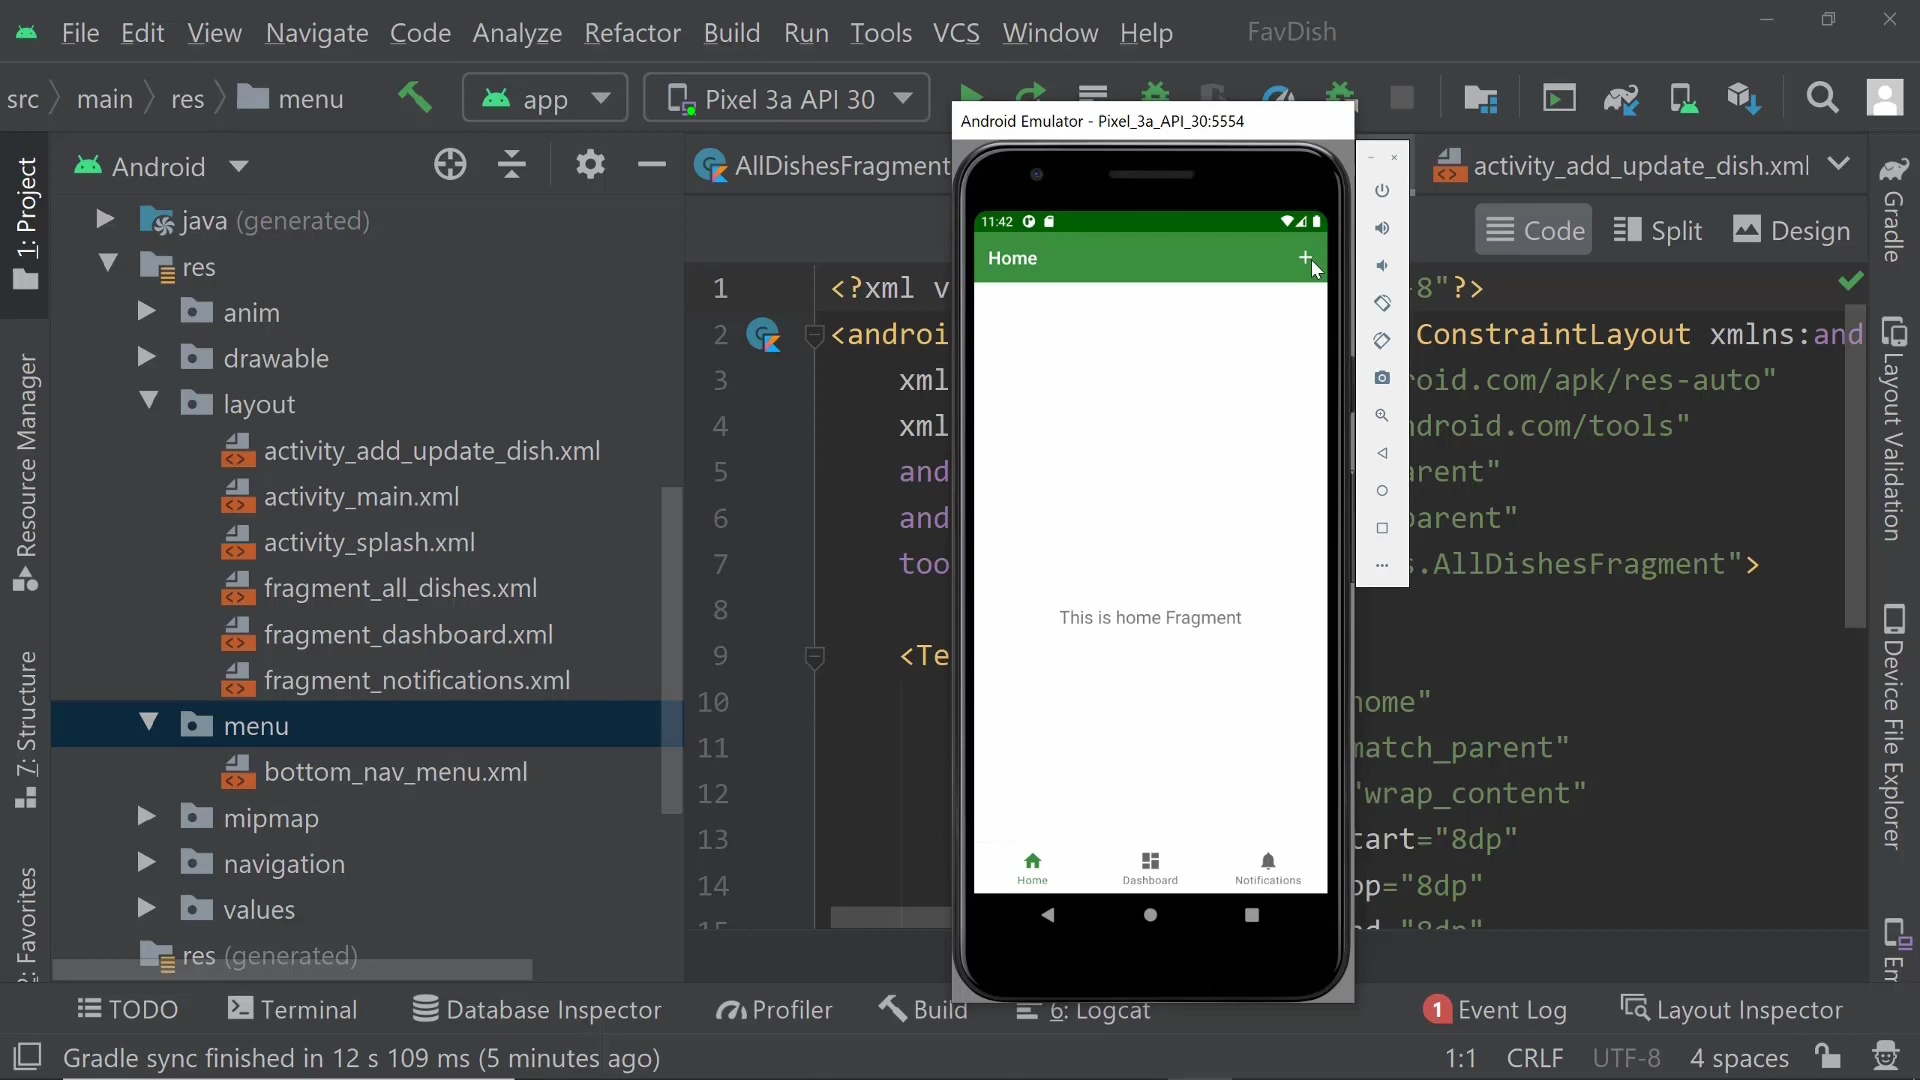 File Edit View Navigate Code Analyze Refactor Build Run Tools VCS Window Help FavDish
src main res menu app Pixel 3a API 30
Android
AllDishesFragment
activity_add_update_dish.xml
Code Split Design
1: Project
Resource Manager
7: Structure
2: Favorites
java (generated)
res
anim
drawable
layout
activity_add_update_dish.xml
activity_main.xml
activity_splash.xml
fragment_all_dishes.xml
fragment_dashboard.xml
fragment_notifications.xml
menu
bottom_nav_menu.xml
mipmap
navigation
values
res (generated)
1 <?xml v 8"?>
2 <androi ConstraintLayout xmlns:and
3 xml roid.com/apk/res-auto"
4 xml ndroid.com/tools"
5 and arent"
6 and parent"
7 too s.AllDishesFragment">
8
9 <Te
10 home"
11 match_parent"
12 "wrap_content"
13 tart="8dp"
14 op="8dp"
15 nd="8dp"
Android Emulator - Pixel_3a_API_30:5554
11:42
Home +
This is home Fragment
Home Dashboard Notifications
Gradle
Layout Validation
Device File Explorer
Em
TODO Terminal Database Inspector Profiler Build 6: Logcat 1 Event Log Layout Inspector
Gradle sync finished in 12 s 109 ms (5 minutes ago) 1:1 CRLF UTF-8 4 spaces